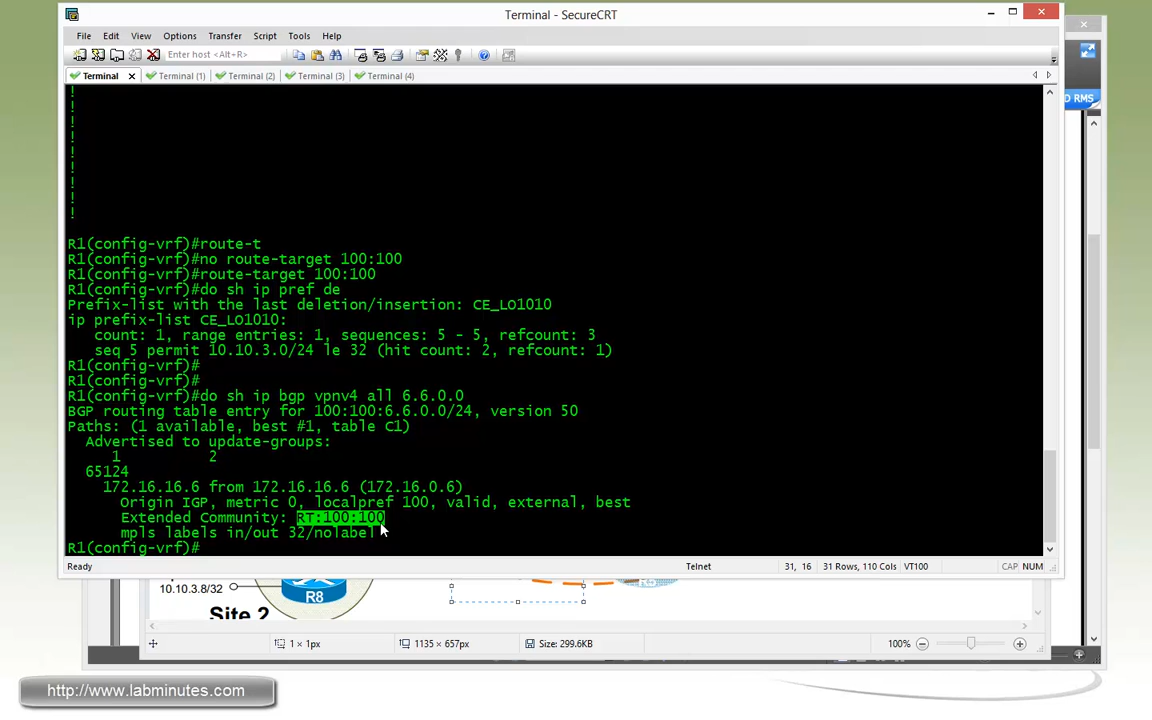 Terminal - SecureCRT
File Edit View Options Transfer Script Tools Help
Enter host <Alt+R>
Terminal Terminal (1) Terminal (2) Terminal (3) Terminal (4)
D RMS
!
!
!
!
!
!
!
!
!
R1(config-vrf)#route-t
R1(config-vrf)#no route-target 100:100
R1(config-vrf)#route-target 100:100
R1(config-vrf)#do sh ip pref de
Prefix-list with the last deletion/insertion: CE_LO1010
ip prefix-list CE_LO1010:
count: 1, range entries: 1, sequences: 5 - 5, refcount: 3
seq 5 permit 10.10.3.0/24 le 32 (hit count: 2, refcount: 1)
R1(config-vrf)#
R1(config-vrf)#
R1(config-vrf)#do sh ip bgp vpnv4 all 6.6.0.0
BGP routing table entry for 100:100:6.6.0.0/24, version 50
Paths: (1 available, best #1, table C1)
Advertised to update-groups:
1 2
65124
172.16.16.6 from 172.16.16.6 (172.16.0.6)
Origin IGP, metric 0, localpref 100, valid, external, best
Extended Community: RT:100:100
mpls labels in/out 32/nolabel
R1(config-vrf)#
Ready Telnet 31, 16 31 Rows, 110 Cols VT100 CAP NUM
10.10.3.8/32
R8
Site 2
1 × 1px 1135 × 657px Size: 299.6KB 100%
http://www.labminutes.com